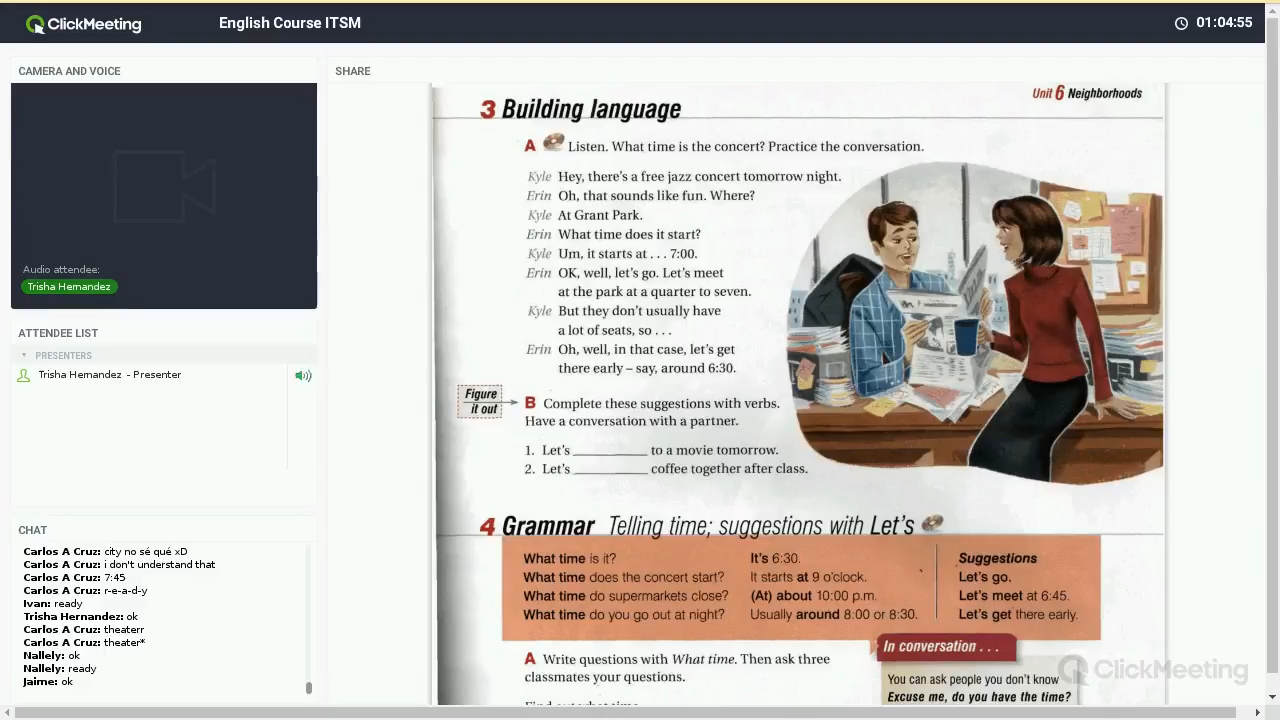 ClickMeeting
English Course ITSM
01:04:55
CAMERA AND VOICE
Audio attendee:
Trisha Hernandez
ATTENDEE LIST
PRESENTERS
Trisha Hernandez - Presenter
CHAT
Carlos A Cruz: city no sé qué xD
Carlos A Cruz: i don't understand that
Carlos A Cruz: 7:45
Carlos A Cruz: r-e-a-d-y
Ivan: ready
Trisha Hernandez: ok
Carlos A Cruz: theaterr
Carlos A Cruz: theater*
Nallely: ok
Nallely: ready
Jaime: ok
SHARE
Unit 6 Neighborhoods
3 Building language
A Listen. What time is the concert? Practice the conversation.
Kyle Hey, there's a free jazz concert tomorrow night.
Erin Oh, that sounds like fun. Where?
Kyle At Grant Park.
Erin What time does it start?
Kyle Um, it starts at . . . 7:00.
Erin OK, well, let's go. Let's meet
at the park at a quarter to seven.
Kyle But they don't usually have
a lot of seats, so . . .
Erin Oh, well, in that case, let's get
there early – say, around 6:30.
Figure
it out
B Complete these suggestions with verbs.
Have a conversation with a partner.
1. Let's __________ to a movie tomorrow.
2. Let's __________ coffee together after class.
4 Grammar Telling time; suggestions with Let's
What time is it? It's 6:30. Suggestions
What time does the concert start? It starts at 9 o'clock. Let's go.
What time do supermarkets close? (At) about 10:00 p.m. Let's meet at 6:45.
What time do you go out at night? Usually around 8:00 or 8:30. Let's get there early.
A Write questions with What time. Then ask three
classmates your questions.
In conversation . . .
You can ask people you don't know
Excuse me, do you have the time?
ClickMeeting